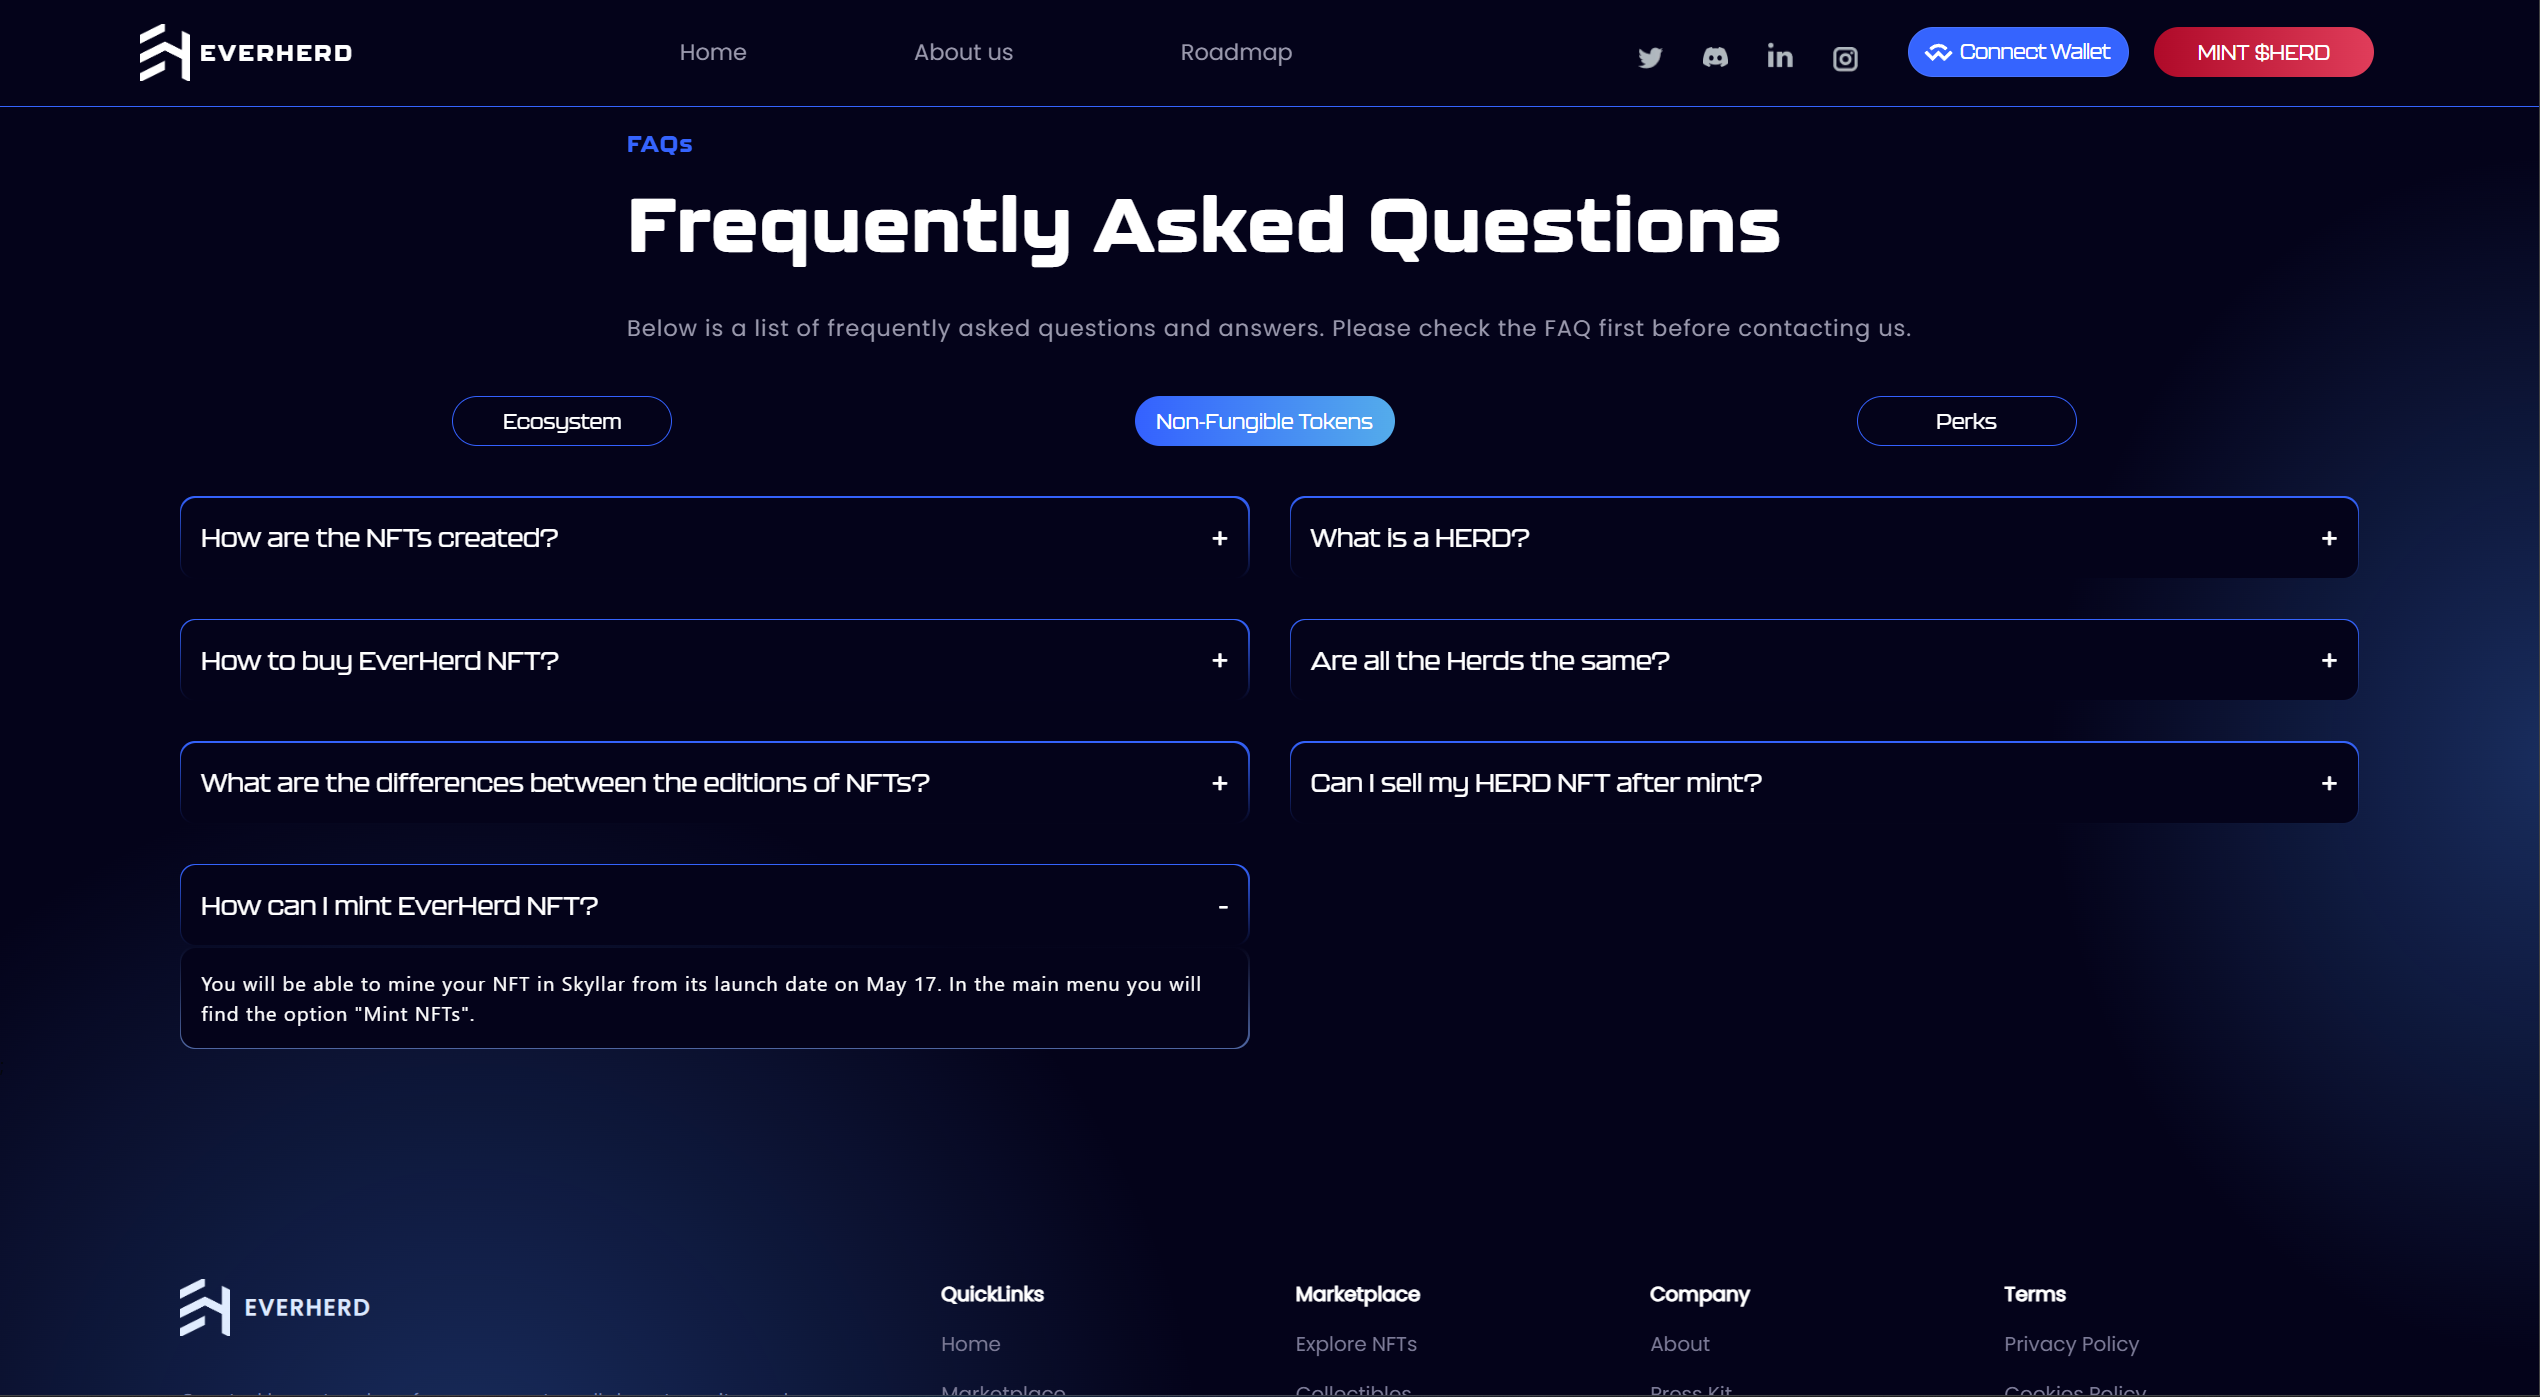 EVERHERD
Home
About us
Roadmap
Connect Wallet
MINT $HERD
FAQs
Frequently Asked Questions
Below is a list of frequently asked questions and answers. Please check the FAQ first before contacting us.
Ecosystem
Non-Fungible Tokens
Perks
How are the NFTs created? +
What is a HERD? +
How to buy EverHerd NFT? +
Are all the Herds the same? +
What are the differences between the editions of NFTs? +
Can I sell my HERD NFT after mint? +
How can I mint EverHerd NFT? -
You will be able to mine your NFT in Skyllar from its launch date on May 17. In the main menu you will
find the option "Mint NFTs".
EVERHERD
QuickLinks
Home
Marketplace
Marketplace
Explore NFTs
Collectibles
Company
About
Press Kit
Terms
Privacy Policy
Cookies Policy